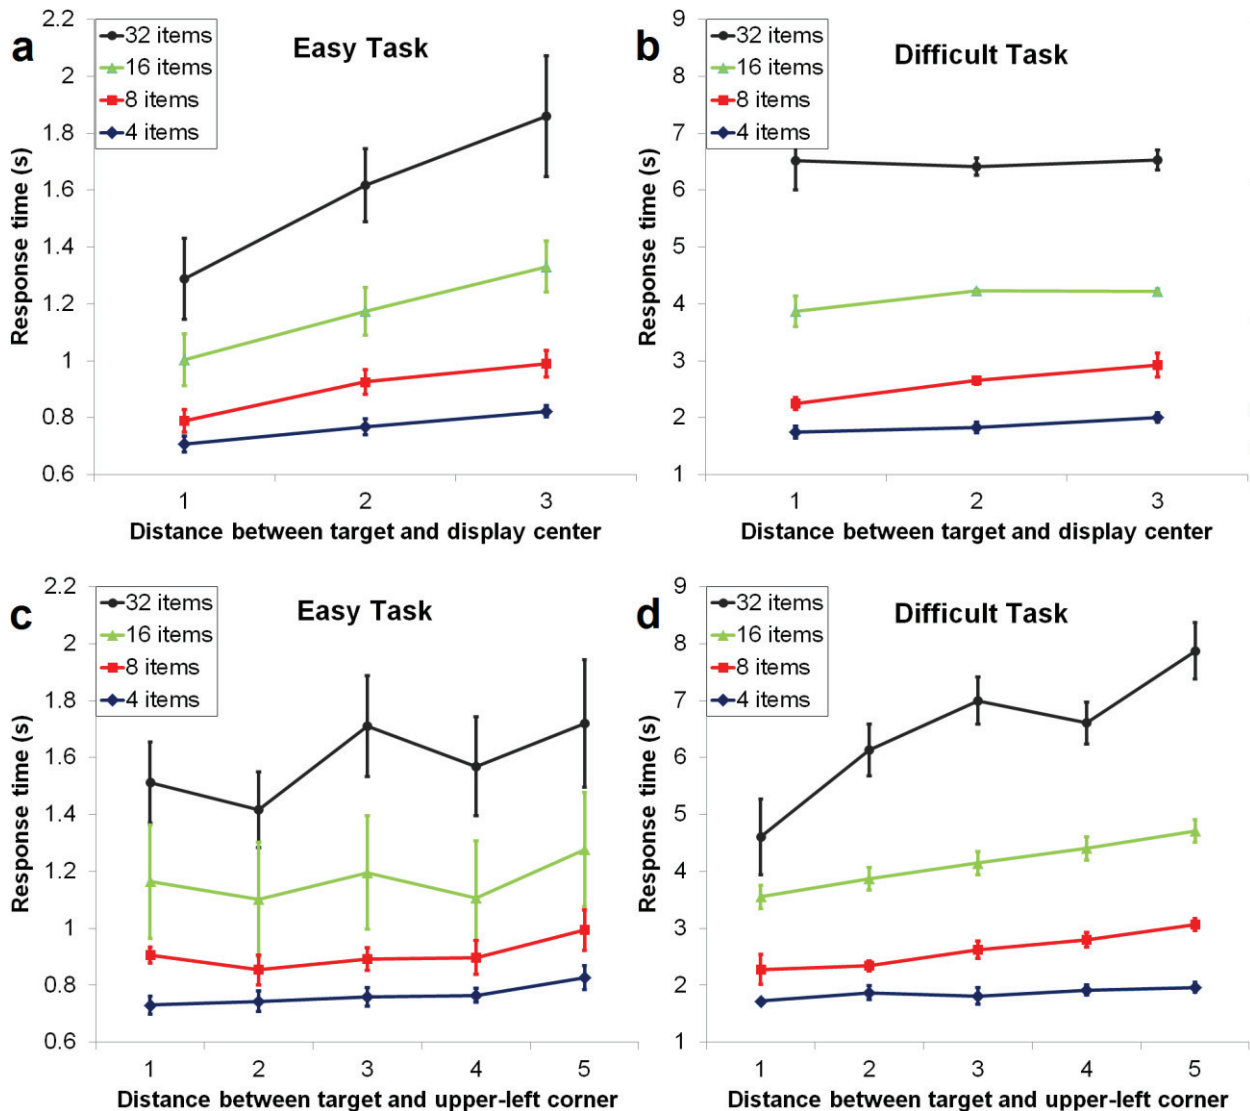 a
Easy Task
32 items
16 items
8 items
4 items
2.2
2
1.8
1.6
1.4
1.2
1
0.8
0.6
Response time (s)
1 2 3
Distance between target and display center
b
Difficult Task
32 items
16 items
8 items
4 items
9
8
7
6
5
4
3
2
1
Response time (s)
1 2 3
Distance between target and display center
c
Easy Task
32 items
16 items
8 items
4 items
2.2
2
1.8
1.6
1.4
1.2
1
0.8
0.6
Response time (s)
1 2 3 4 5
Distance between target and upper-left corner
d
Difficult Task
32 items
16 items
8 items
4 items
9
8
7
6
5
4
3
2
1
Response time (s)
1 2 3 4 5
Distance between target and upper-left corner